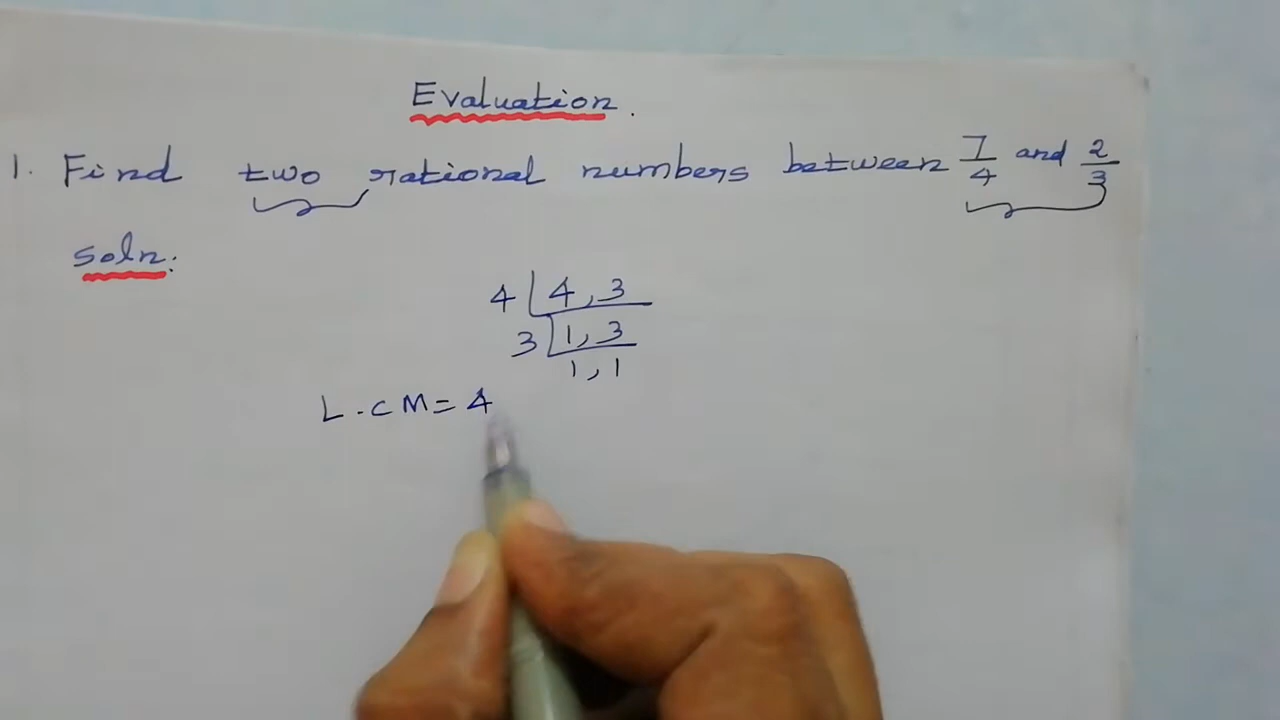 Evaluation.
1. Find two rational numbers between 7/4 and 2/3
soln:
4 | 4, 3
3 | 1, 3
1, 1
L.CM = 4